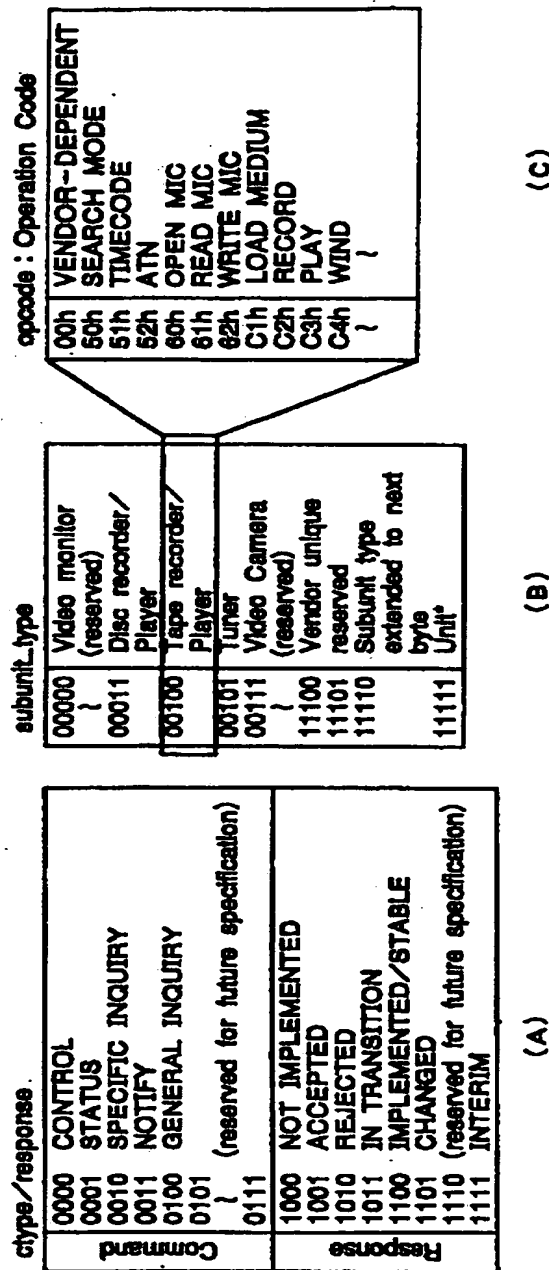 ctype/response
Command
0000 CONTROL
0001 STATUS
0010 SPECIFIC INQUIRY
0011 NOTIFY
0100 GENERAL INQUIRY
0101
~ (reserved for future specification)
0111
Response
1000 NOT IMPLEMENTED
1001 ACCEPTED
1010 REJECTED
1011 IN TRANSITION
1100 IMPLEMENTED/STABLE
1101 CHANGED
1110 (reserved for future specification)
1111 INTERIM
(A)
subunit_type
00000 Video monitor
~ (reserved)
00011 Disc recorder/
Player
00100 Tape recorder/
Player
00101 Tuner
00111 Video Camera
~ (reserved)
11100 Vendor unique
11101 reserved
11110 Subunit type
extended to next
byte
11111 Unit*
(B)
opcode : Operation Code
00h VENDOR-DEPENDENT
50h SEARCH MODE
51h TIMECODE
52h ATN
60h OPEN MIC
61h READ MIC
62h WRITE MIC
C1h LOAD MEDIUM
C2h RECORD
C3h PLAY
C4h WIND
~ ~
(C)